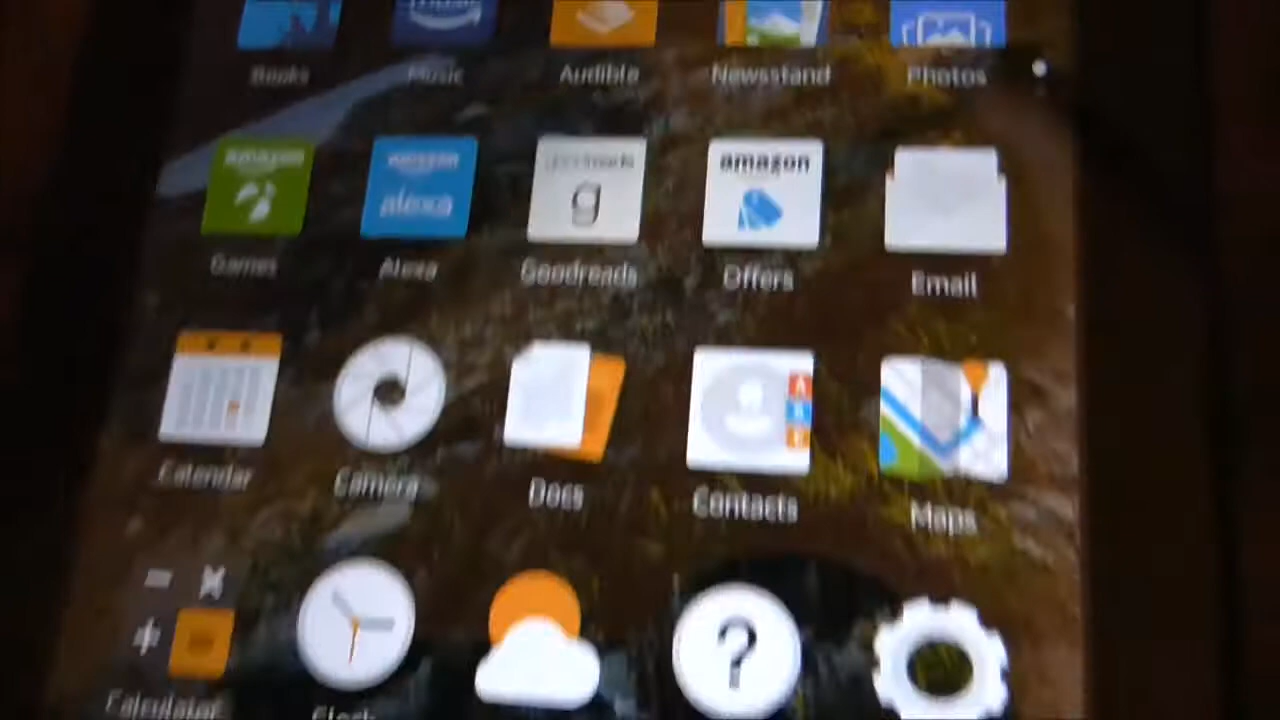 Books Music Audible Newsstand Photos
amazon amazon goodreads amazon
alexa g
Games Alexa Goodreads Offers Email
A
B
Calendar Camera Docs Contacts Maps
?
Calculator Clock